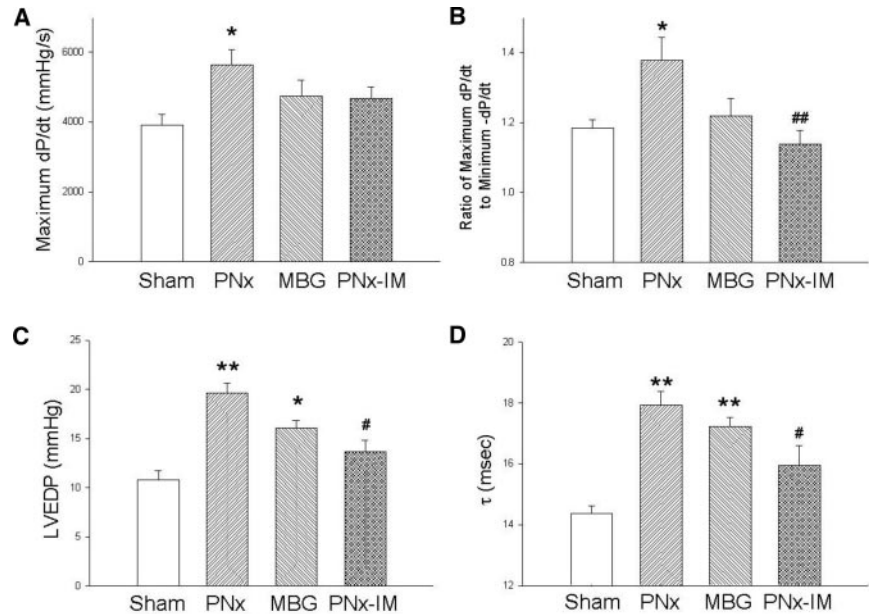 A
Maximum dP/dt (mmHg/s)
6000
4000
2000
0
*
Sham PNx MBG PNx-IM
B
Ratio of Maximum dP/dt
to Minimum -dP/dt
1.4
1.2
1.0
0.8
*
##
Sham PNx MBG PNx-IM
C
LVEDP (mmHg)
25
20
15
10
5
0
**
*
#
Sham PNx MBG PNx-IM
D
τ (msec)
20
18
16
14
12
**
**
#
Sham PNx MBG PNx-IM